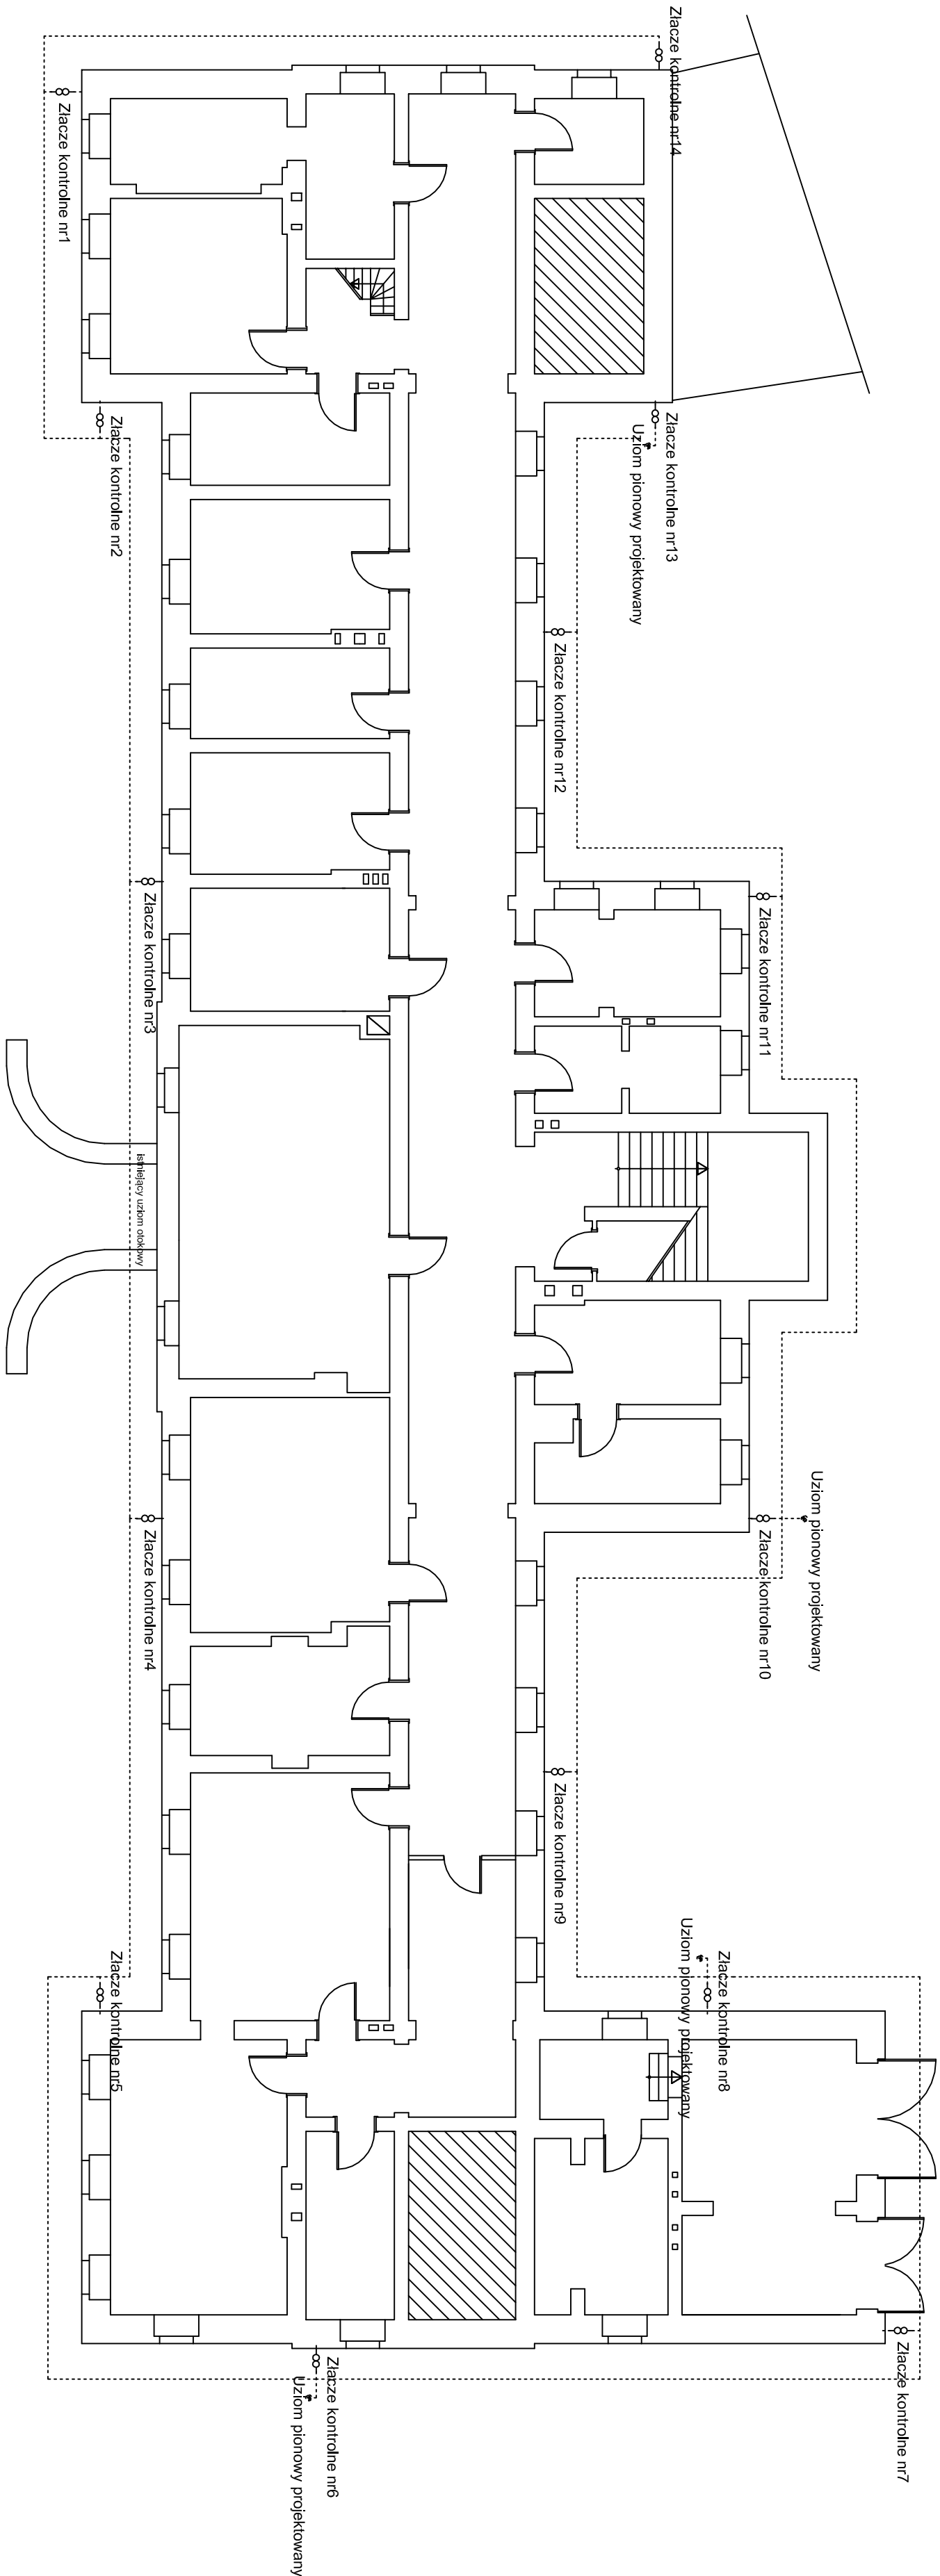 Złacze kontrolne nr14
Złacze kontrolne nr1
Złacze kontrolne nr2
Złacze kontrolne nr13
Uziom pionowy projektowany
Złacze kontrolne nr12
Złacze kontrolne nr3
Złacze kontrolne nr11
istniejący uziom otokowy
Uziom pionowy projektowany
Złacze kontrolne nr10
Złacze kontrolne nr4
Złacze kontrolne nr9
Uziom pionowy projektowany
Złacze kontrolne nr8
Złacze kontrolne nr5
Złacze kontrolne nr7
Złacze kontrolne nr6
Uziom pionowy projektowany